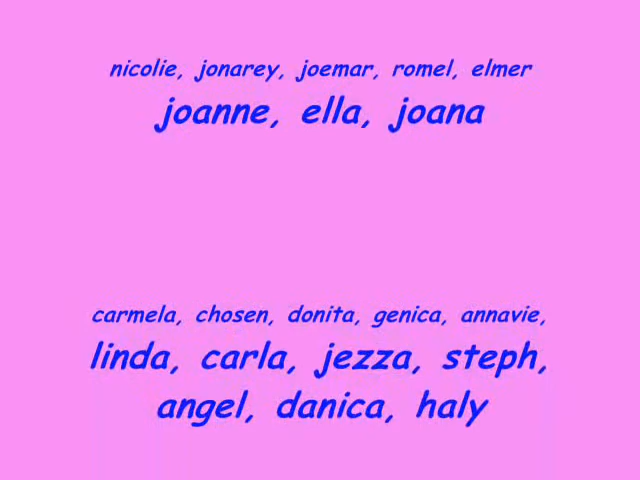 nicolie, jonarey, joemar, romel, elmer
joanne, ella, joana
carmela, chosen, donita, genica, annavie,
linda, carla, jezza, steph,
angel, danica, haly